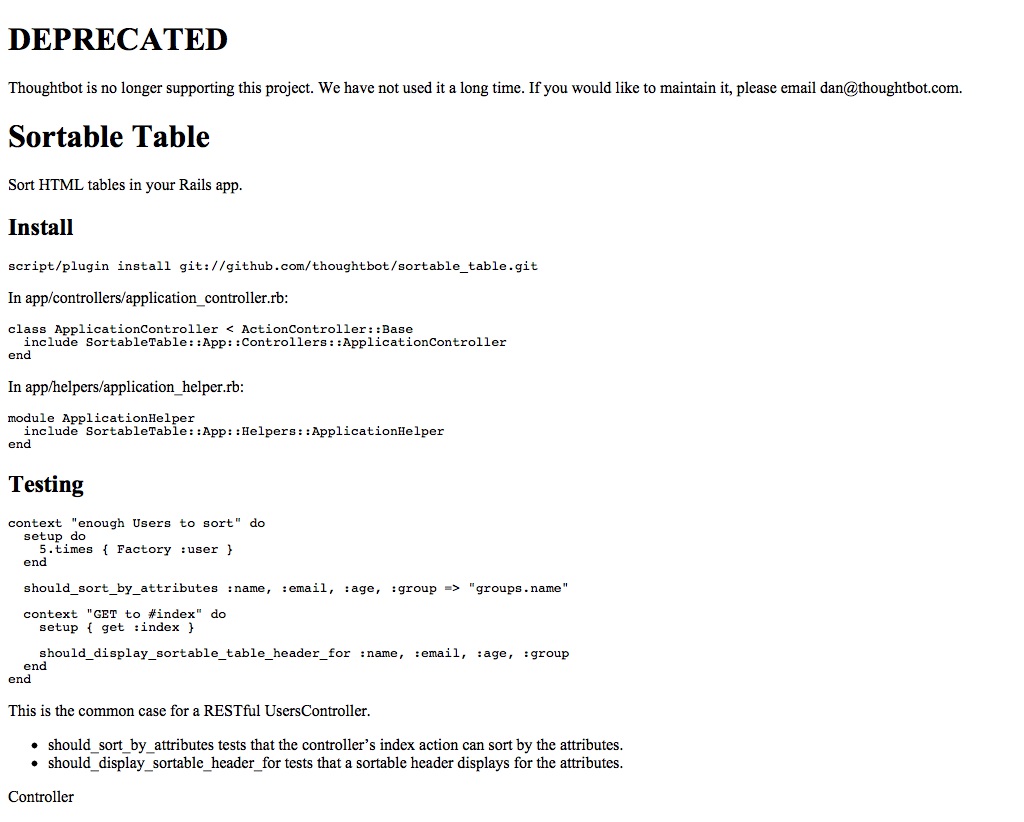 DEPRECATED
Thoughtbot is no longer supporting this project. We have not used it a long time. If you would like to maintain it, please email dan@thoughtbot.com.
Sortable Table
Sort HTML tables in your Rails app.
Install
script/plugin install git://github.com/thoughtbot/sortable_table.git
In app/controllers/application_controller.rb:
class ApplicationController < ActionController::Base
  include SortableTable::App::Controllers::ApplicationController
end
In app/helpers/application_helper.rb:
module ApplicationHelper
  include SortableTable::App::Helpers::ApplicationHelper
end
Testing
context "enough Users to sort" do
  setup do
    5.times { Factory :user }
  end
  should_sort_by_attributes :name, :email, :age, :group => "groups.name"
  context "GET to #index" do
    setup { get :index }
    should_display_sortable_table_header_for :name, :email, :age, :group
  end
end
This is the common case for a RESTful UsersController.
• should_sort_by_attributes tests that the controller’s index action can sort by the attributes.
• should_display_sortable_header_for tests that a sortable header displays for the attributes.
Controller